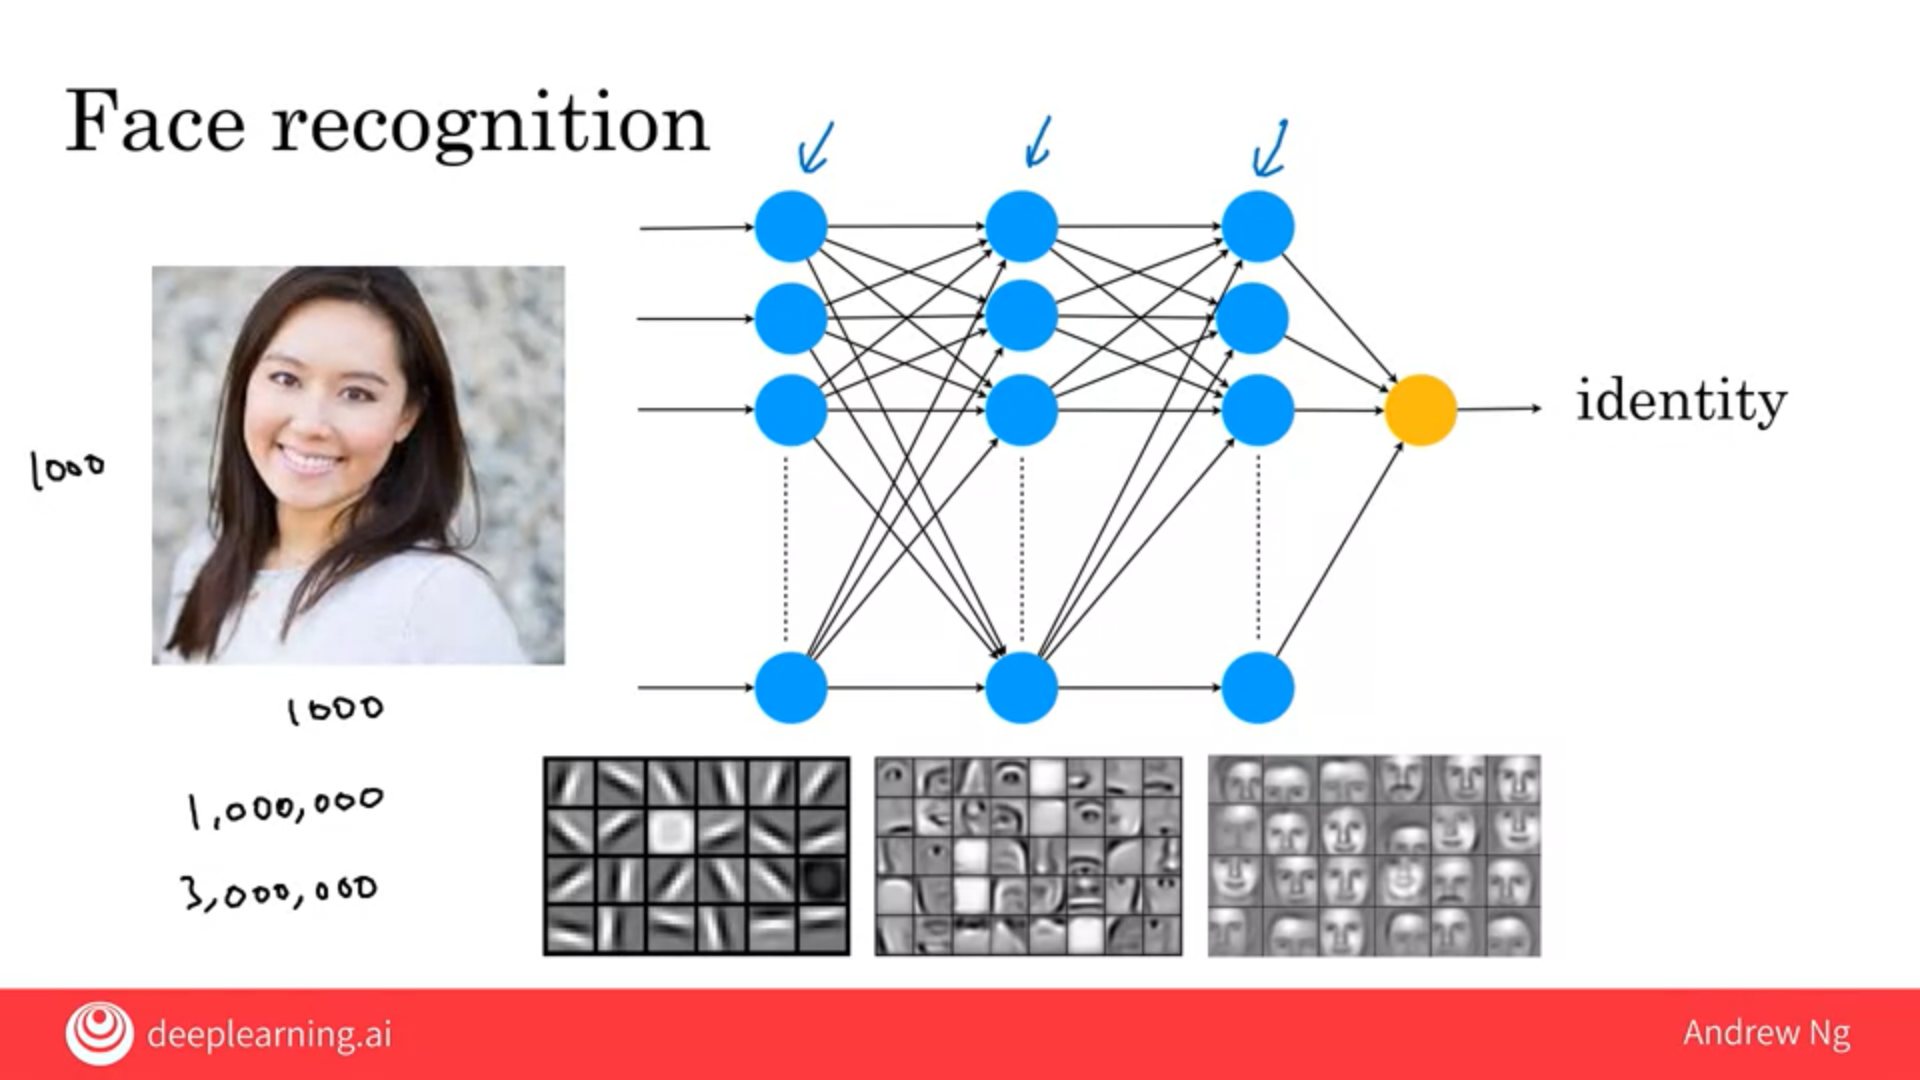 Face recognition
1000
identity
1000
1,000,000
3,000,000
deeplearning.ai
Andrew Ng